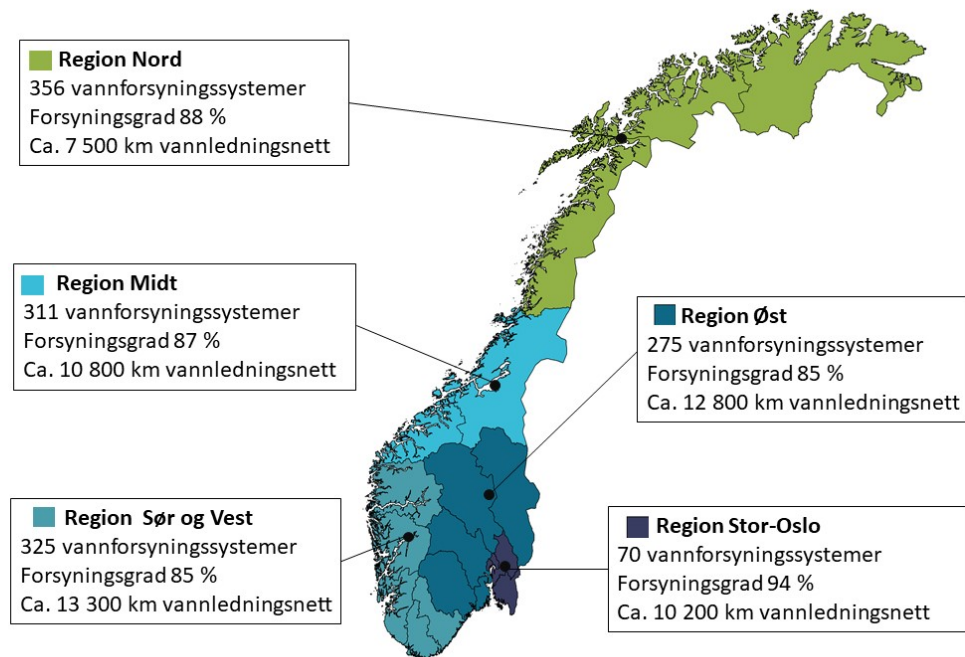 Region Nord
356 vannforsyningssystemer
Forsyningsgrad 88 %
Ca. 7 500 km vannledningsnett
Region Midt
311 vannforsyningssystemer
Forsyningsgrad 87 %
Ca. 10 800 km vannledningsnett
Region Øst
275 vannforsyningssystemer
Forsyningsgrad 85 %
Ca. 12 800 km vannledningsnett
Region Sør og Vest
325 vannforsyningssystemer
Forsyningsgrad 85 %
Ca. 13 300 km vannledningsnett
Region Stor-Oslo
70 vannforsyningssystemer
Forsyningsgrad 94 %
Ca. 10 200 km vannledningsnett